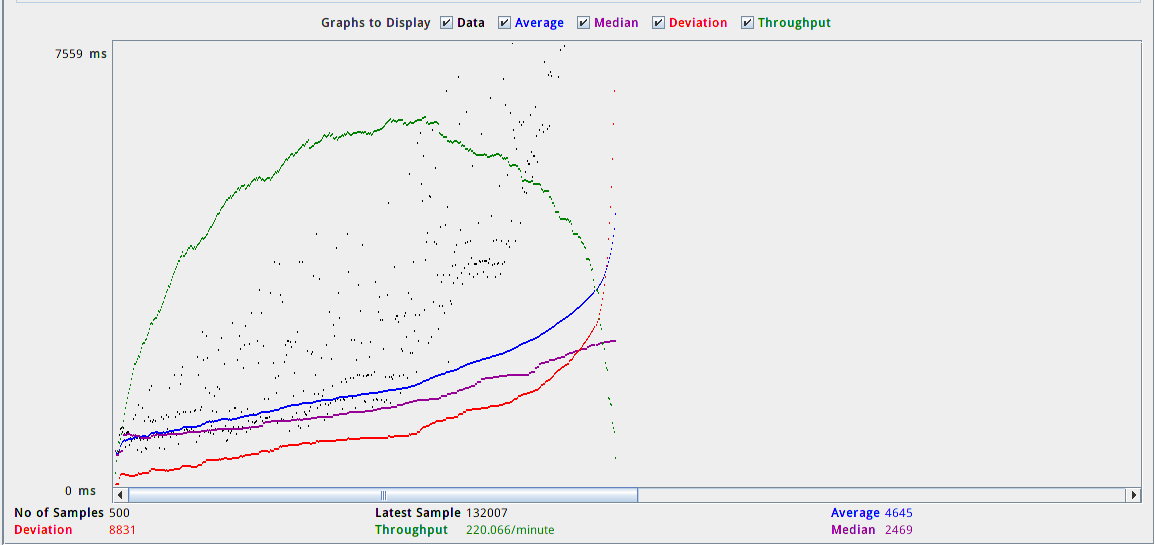 Graphs to Display Data Average Median Deviation Throughput
7559 ms
0 ms
No of Samples 500 Latest Sample 132007 Average 4645
Deviation 8831 Throughput 220.066/minute Median 2469